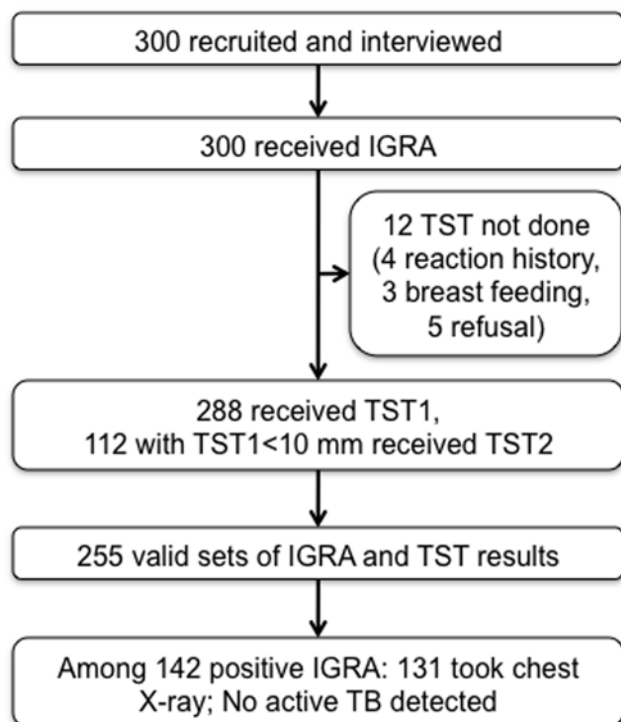 300 recruited and interviewed
300 received IGRA
12 TST not done
(4 reaction history,
3 breast feeding,
5 refusal)
288 received TST1,
112 with TST1<10 mm received TST2
255 valid sets of IGRA and TST results
Among 142 positive IGRA: 131 took chest
X-ray; No active TB detected